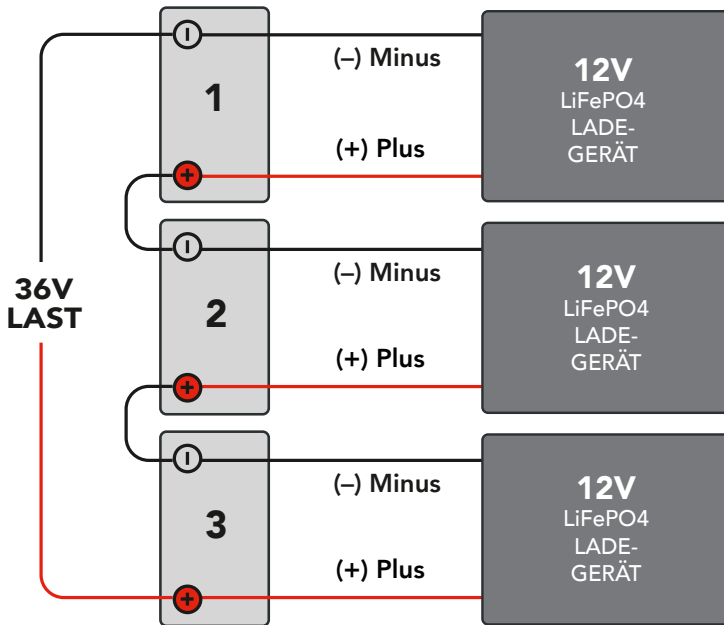 (–) Minus
1
12V
LiFePO4
LADE-
GERÄT
(+) Plus
36V
LAST
(–) Minus
2
12V
LiFePO4
LADE-
GERÄT
(+) Plus
(–) Minus
3
12V
LiFePO4
LADE-
GERÄT
(+) Plus